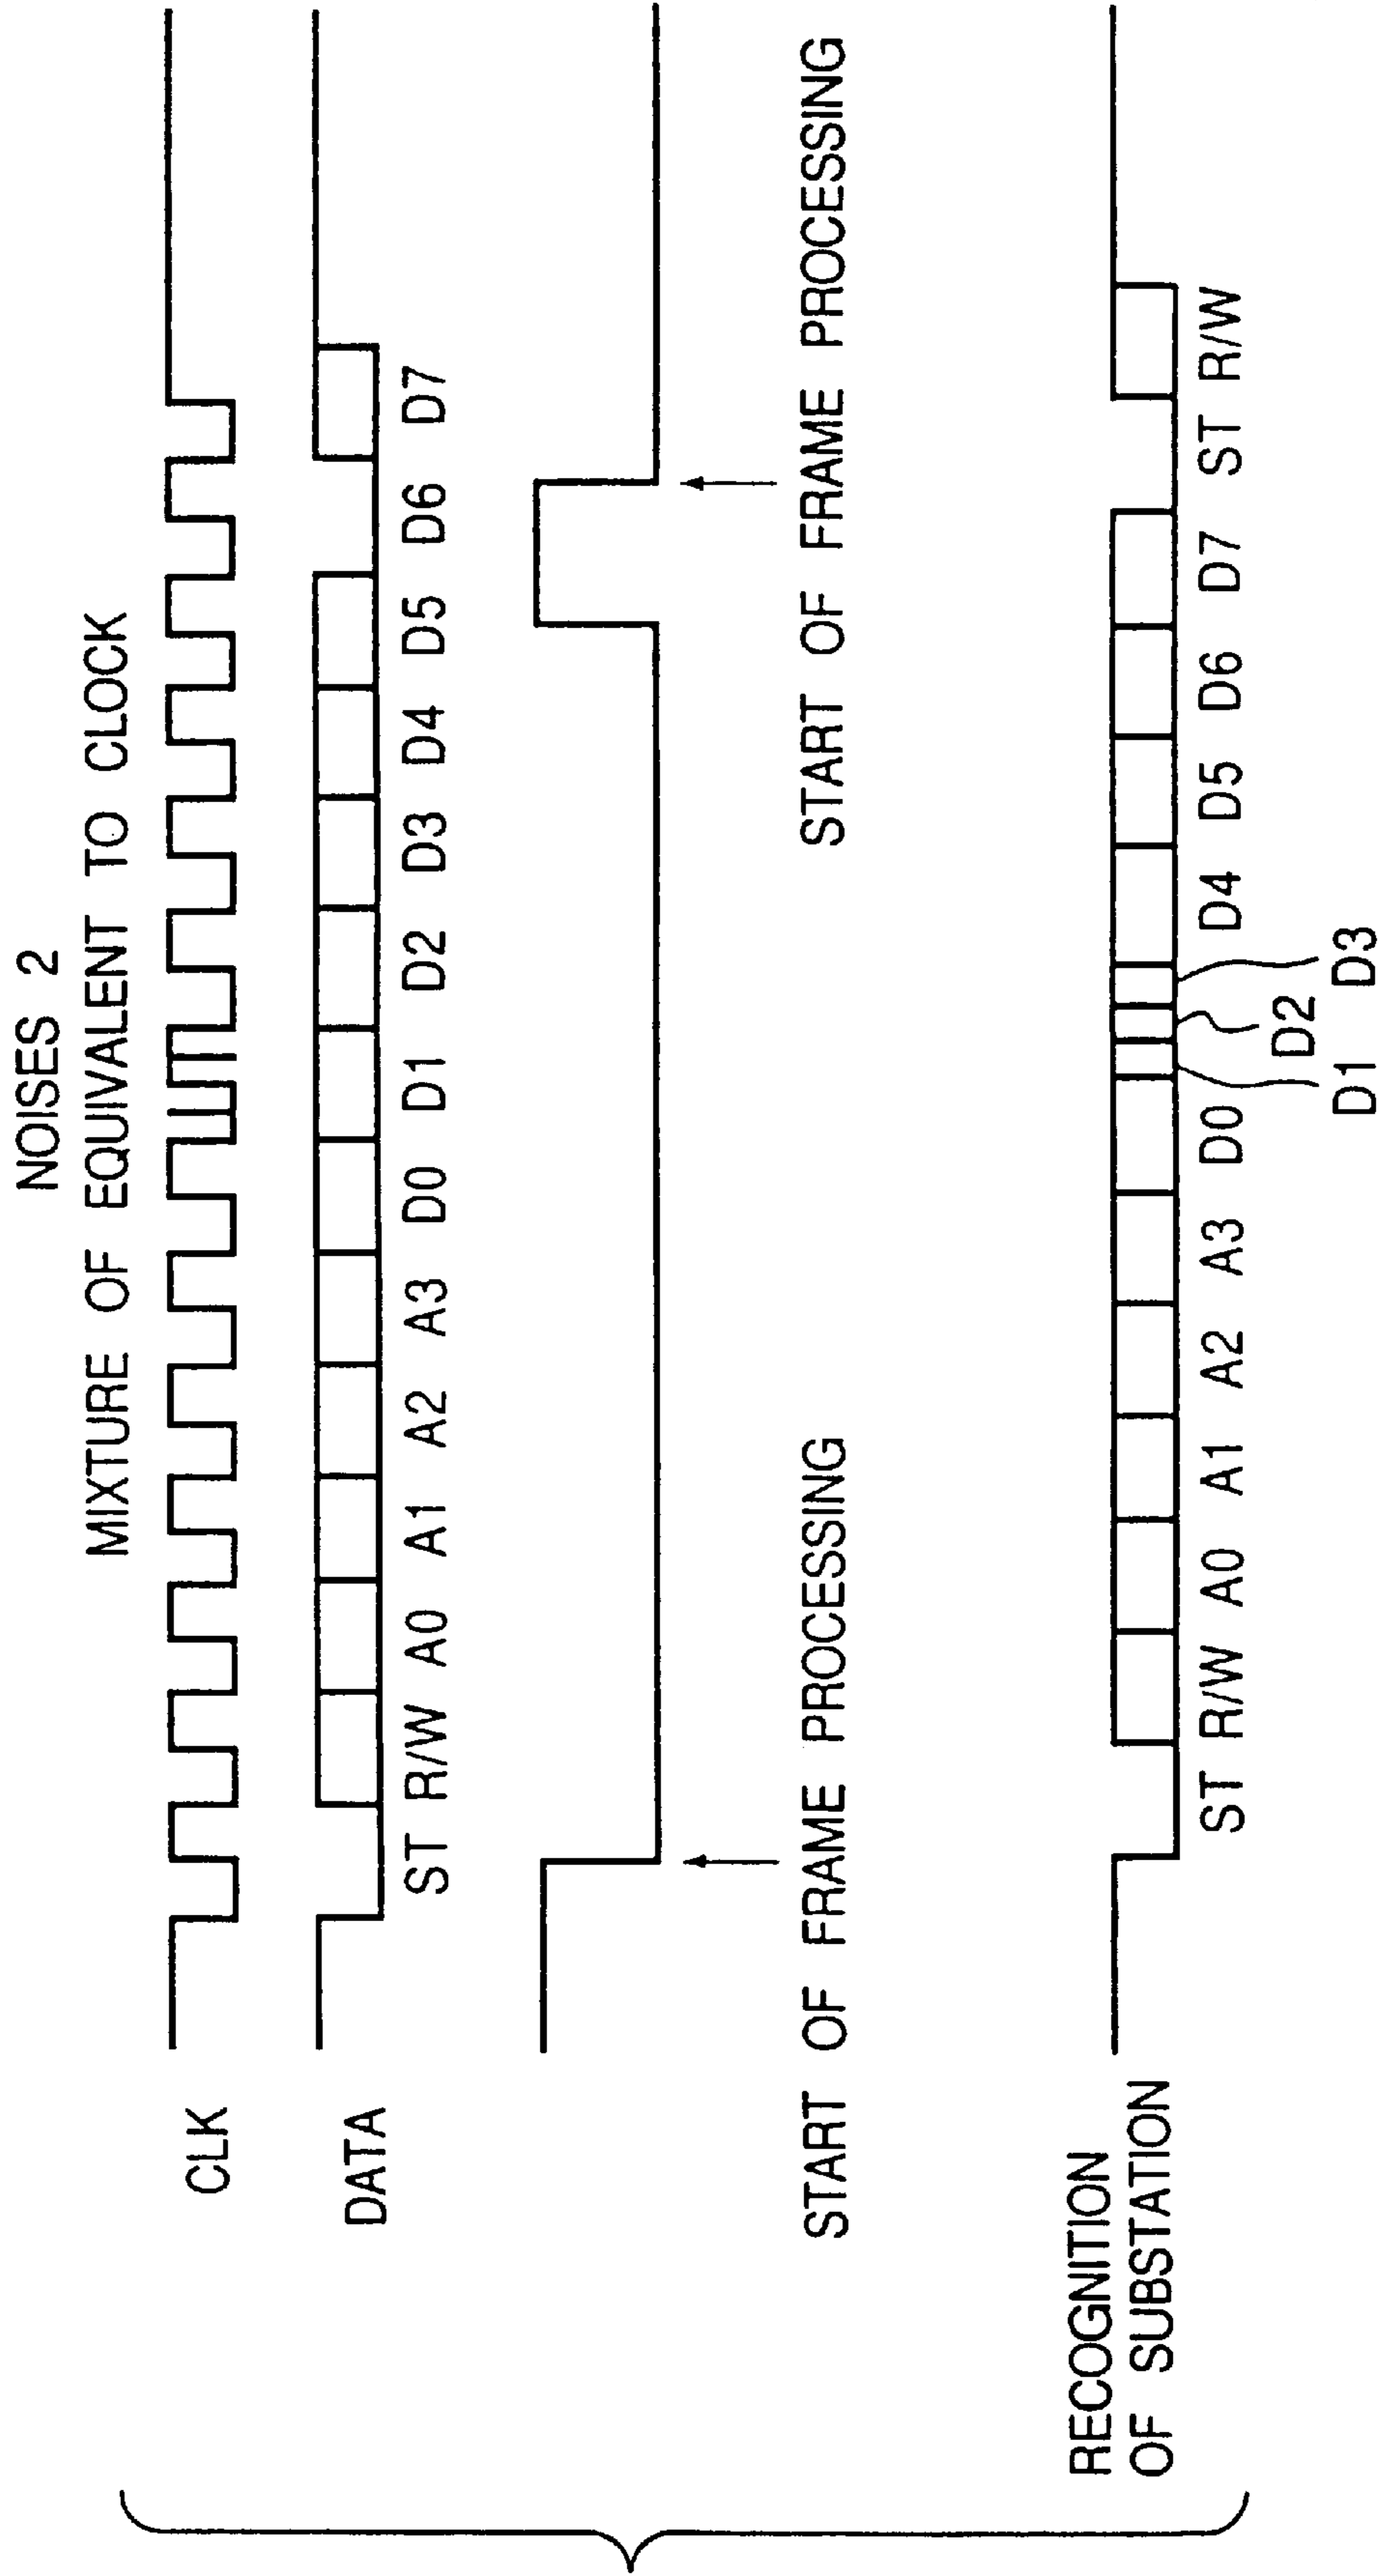 NOISES 2
MIXTURE OF EQUIVALENT TO CLOCK
CLK
DATA
ST R/W A0 A1 A2 A3 D0 D1 D2 D3 D4 D5 D6 D7
START OF FRAME PROCESSING
START OF FRAME PROCESSING
RECOGNITION
OF SUBSTATION
ST R/W A0 A1 A2 A3 D0 D4 D5 D6 D7 ST R/W
D2
D1 D3